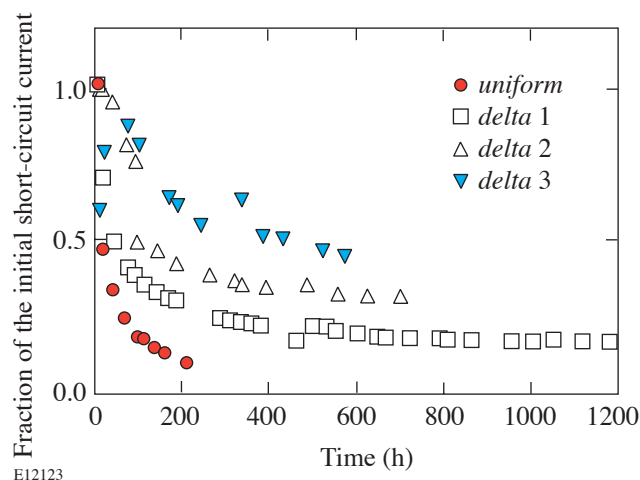 Fraction of the initial short-circuit current
1.0
0.5
0.0
uniform
delta 1
delta 2
delta 3
0 200 400 600 800 1000 1200
Time (h)
E12123